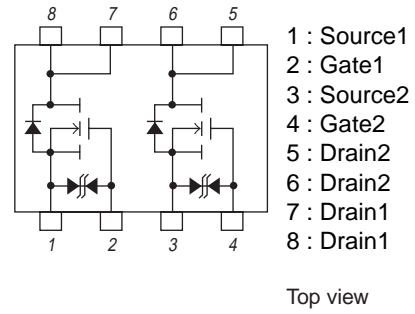 8 7 6 5
1 2 3 4
1 : Source1
2 : Gate1
3 : Source2
4 : Gate2
5 : Drain2
6 : Drain2
7 : Drain1
8 : Drain1
Top view